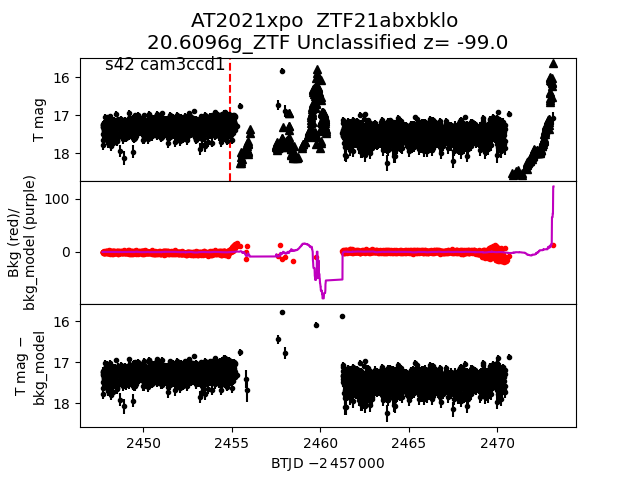 AT2021xpo  ZTF21abxbklo
20.6096g_ZTF Unclassified z= -99.0
s42 cam3ccd1
16
17
18
T mag
100
0
Bkg (red)/
bkg_model (purple)
16
17
18
T mag −
bkg_model
2450 2455 2460 2465 2470
BTJD −2 457 000